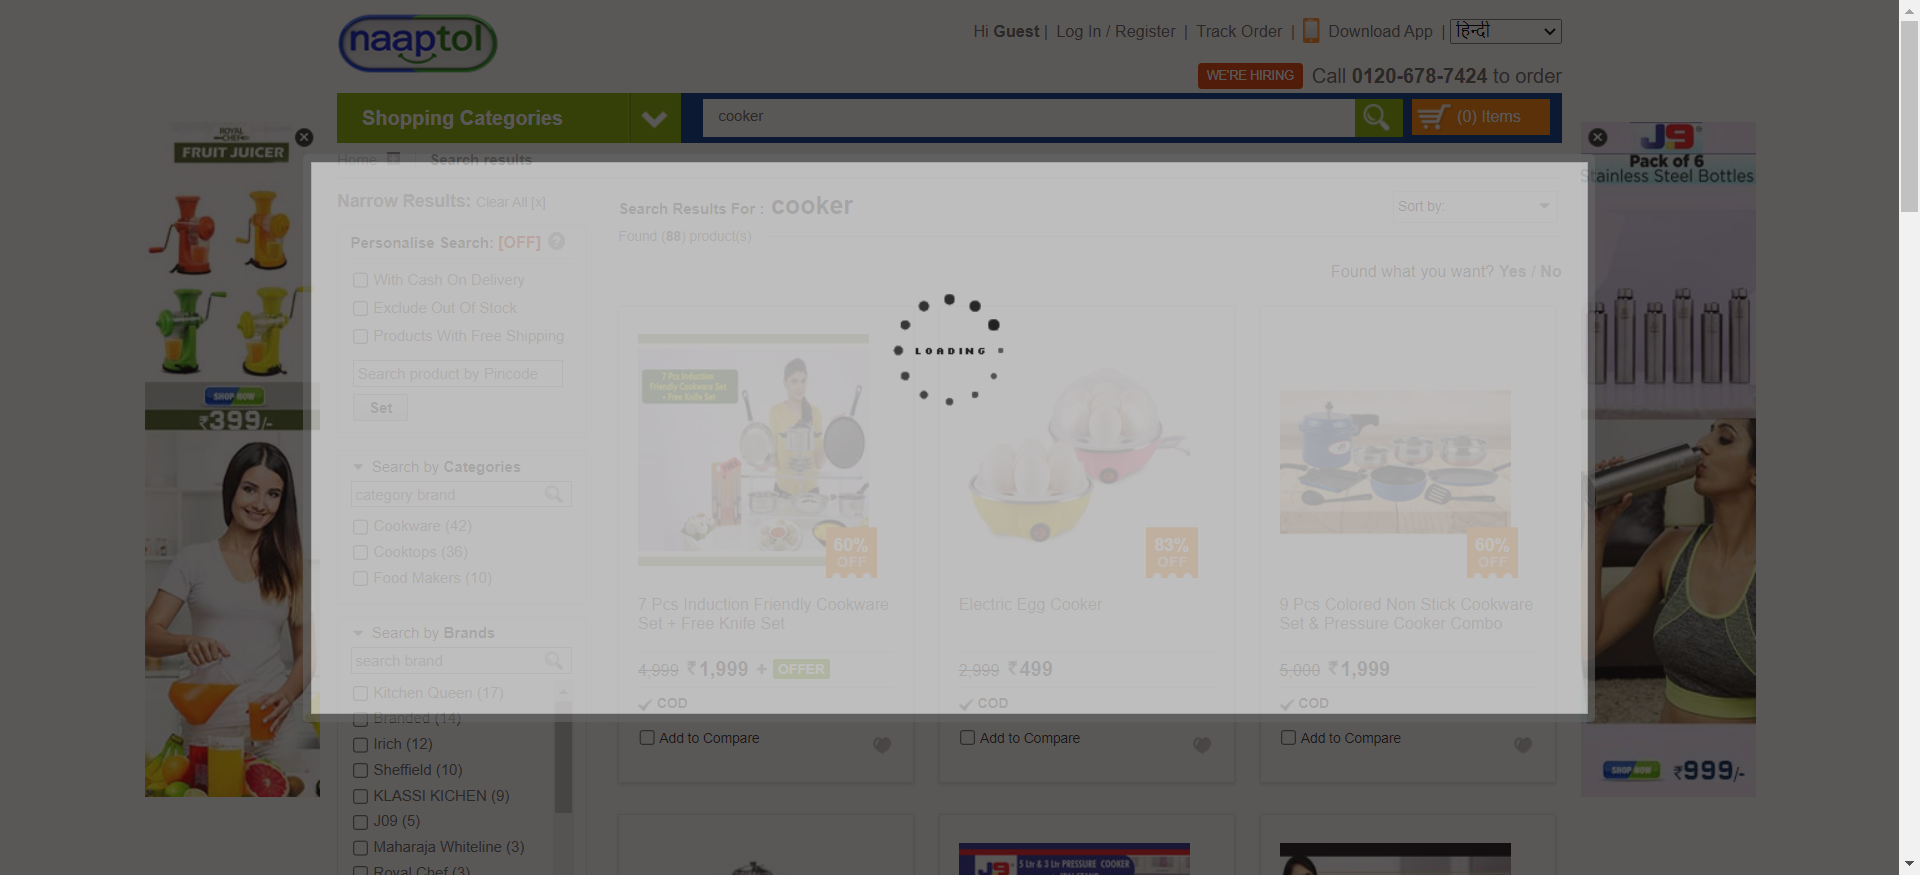 naaptol
Hi Guest | Log In / Register | Track Order | Download App | हिन्दी
WE'RE HIRING Call 0120-678-7424 to order
Shopping Categories
cooker
(0) Items
ROYAL CHEF
FRUIT JUICER
SHOP NOW
₹399/-
J9
Pack of 6
Stainless Steel Bottles
SHOP NOW
₹999/-
Home
Search results
Narrow Results: Clear All [x]
Personalise Search: [OFF] ?
With Cash On Delivery
Exclude Out Of Stock
Products With Free Shipping
Search product by Pincode
Set
Search by Categories
category brand
Cookware (42)
Cooktops (36)
Food Makers (10)
Search by Brands
search brand
Kitchen Queen (17)
Branded (14)
Irich (12)
Sheffield (10)
KLASSI KICHEN (9)
J09 (5)
Maharaja Whiteline (3)
Royal Chef (3)
Search Results For : cooker
Sort by:
Found (88) product(s)
Found what you want? Yes / No
LOADING
7 Pcs Induction
Friendly Cookware Set
+ Free Knife Set
60%
OFF
7 Pcs Induction Friendly Cookware
Set + Free Knife Set
4,999 ₹1,999 + OFFER
COD
Add to Compare
83%
OFF
Electric Egg Cooker
2,999 ₹499
COD
Add to Compare
60%
OFF
9 Pcs Colored Non Stick Cookware
Set & Pressure Cooker Combo
5,000 ₹1,999
COD
Add to Compare
J9
5 Ltr & 3 Ltr PRESSURE COOKER